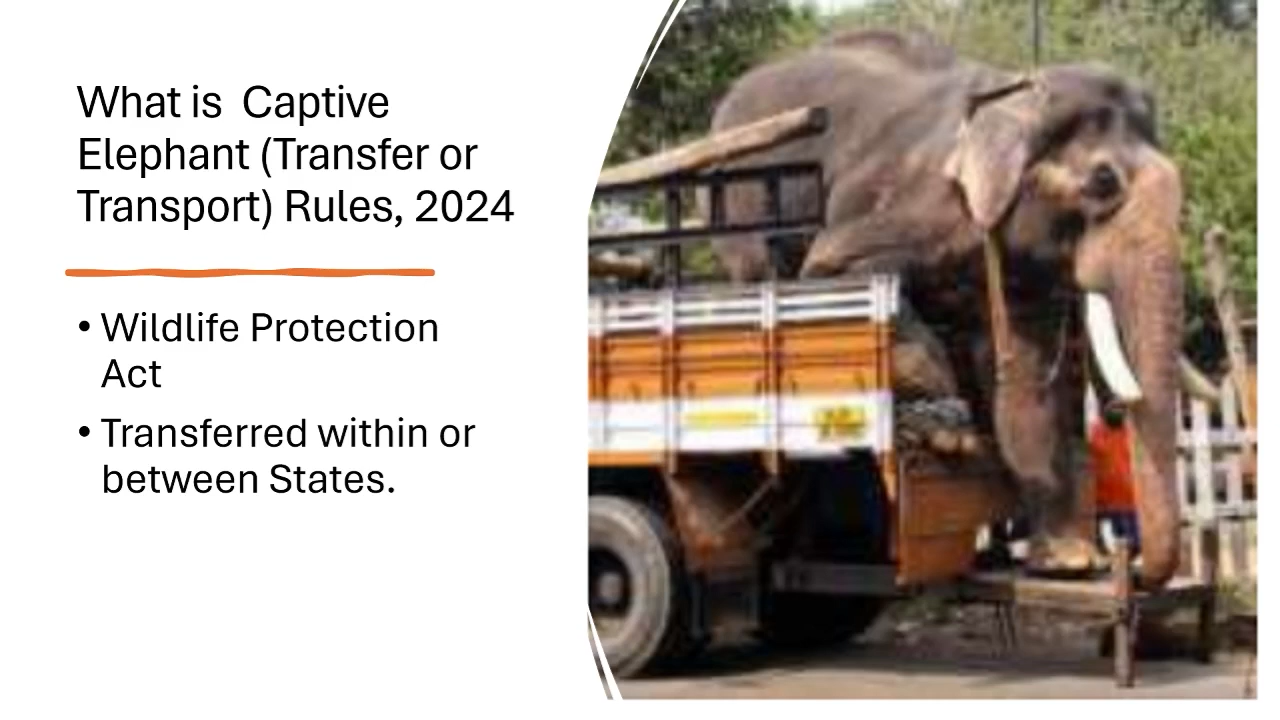 What is  Captive
Elephant (Transfer or
Transport) Rules, 2024
• Wildlife Protection
Act
• Transferred within or
between States.